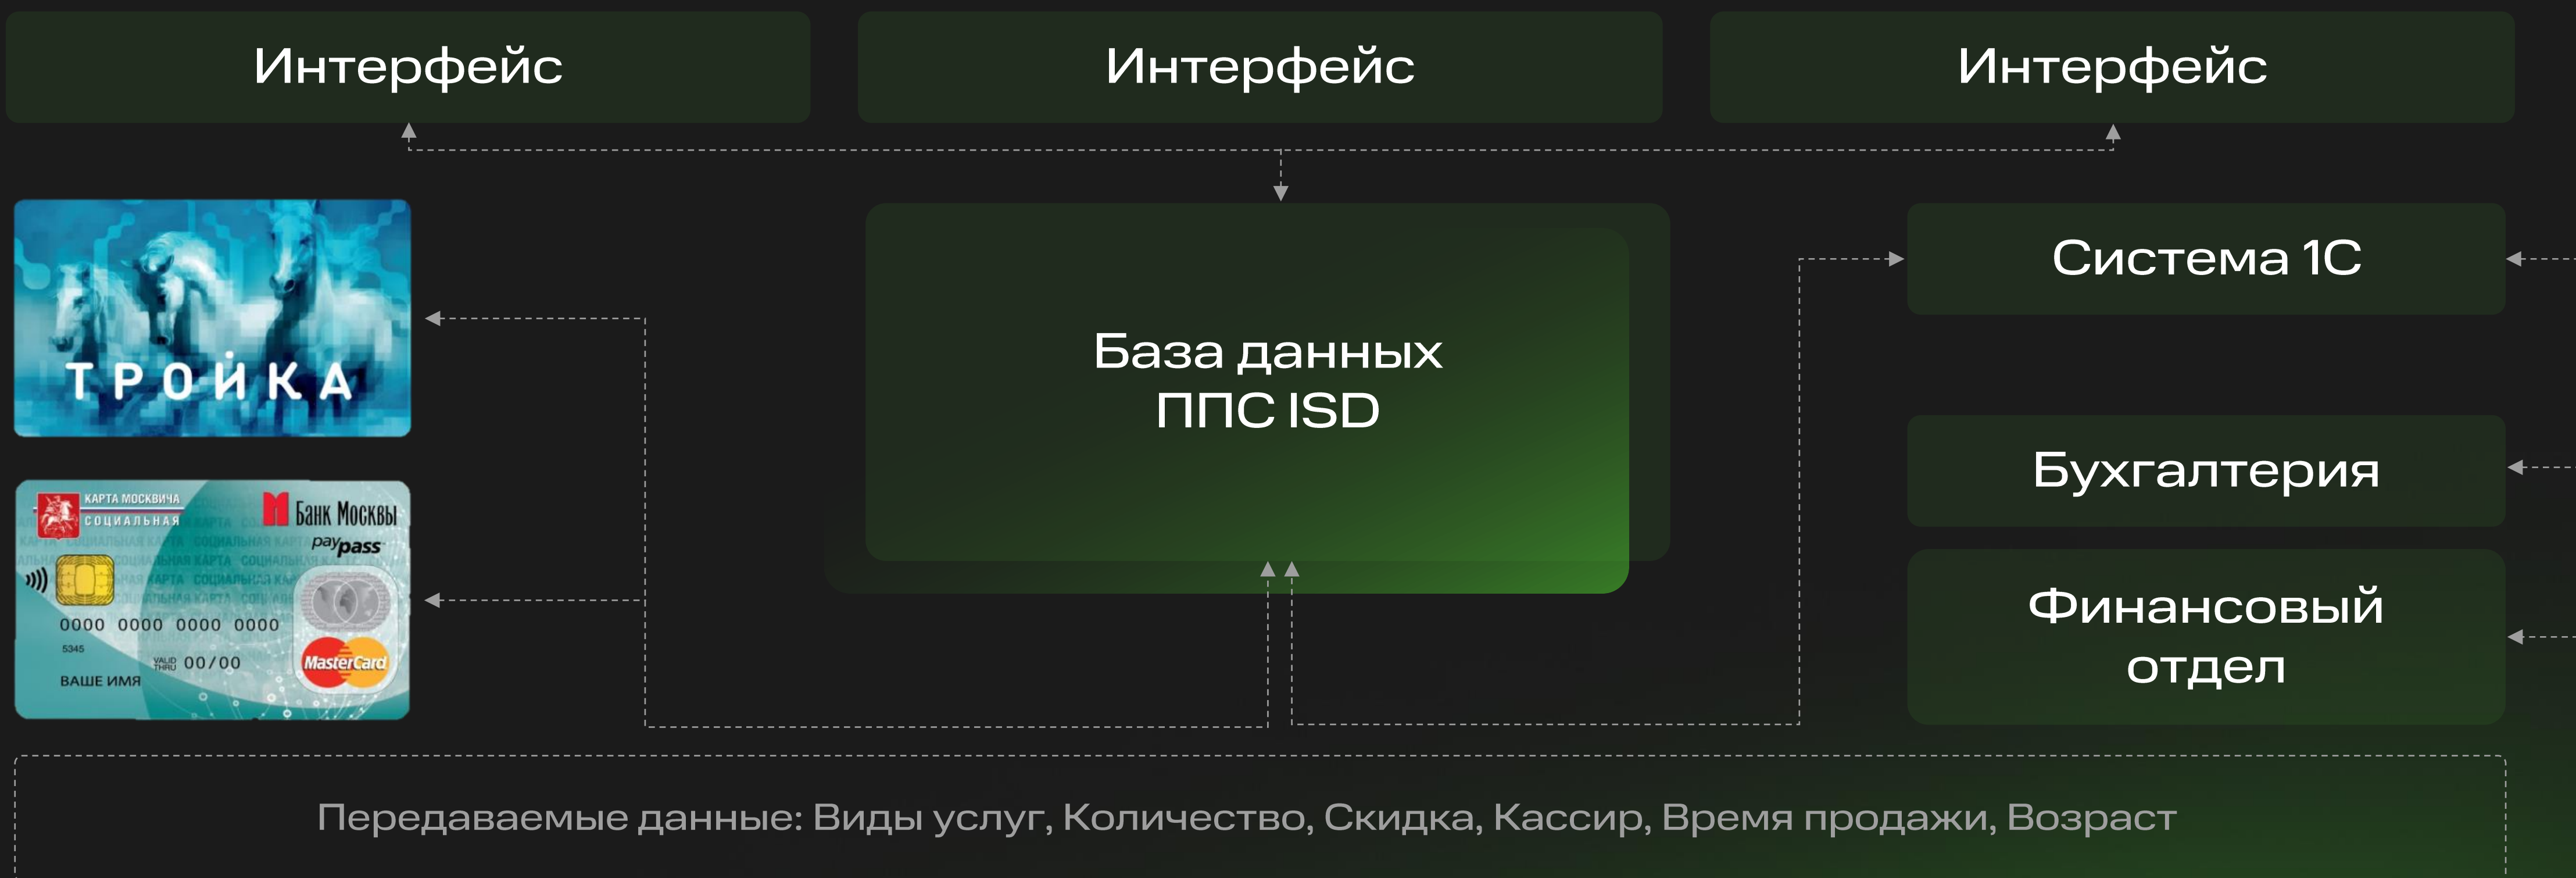 Интерфейс
Интерфейс
Интерфейс
ТРОЙКА
База данных
ППС ISD
Система 1С
Бухгалтерия
Финансовый
отдел
КАРТА МОСКВИЧА
СОЦИАЛЬНАЯ
Банк Москвы
paypass
0000 0000 0000 0000
5345
VALID
THRU 00/00
MasterCard
ВАШЕ ИМЯ
Передаваемые данные: Виды услуг, Количество, Скидка, Кассир, Время продажи, Возраст